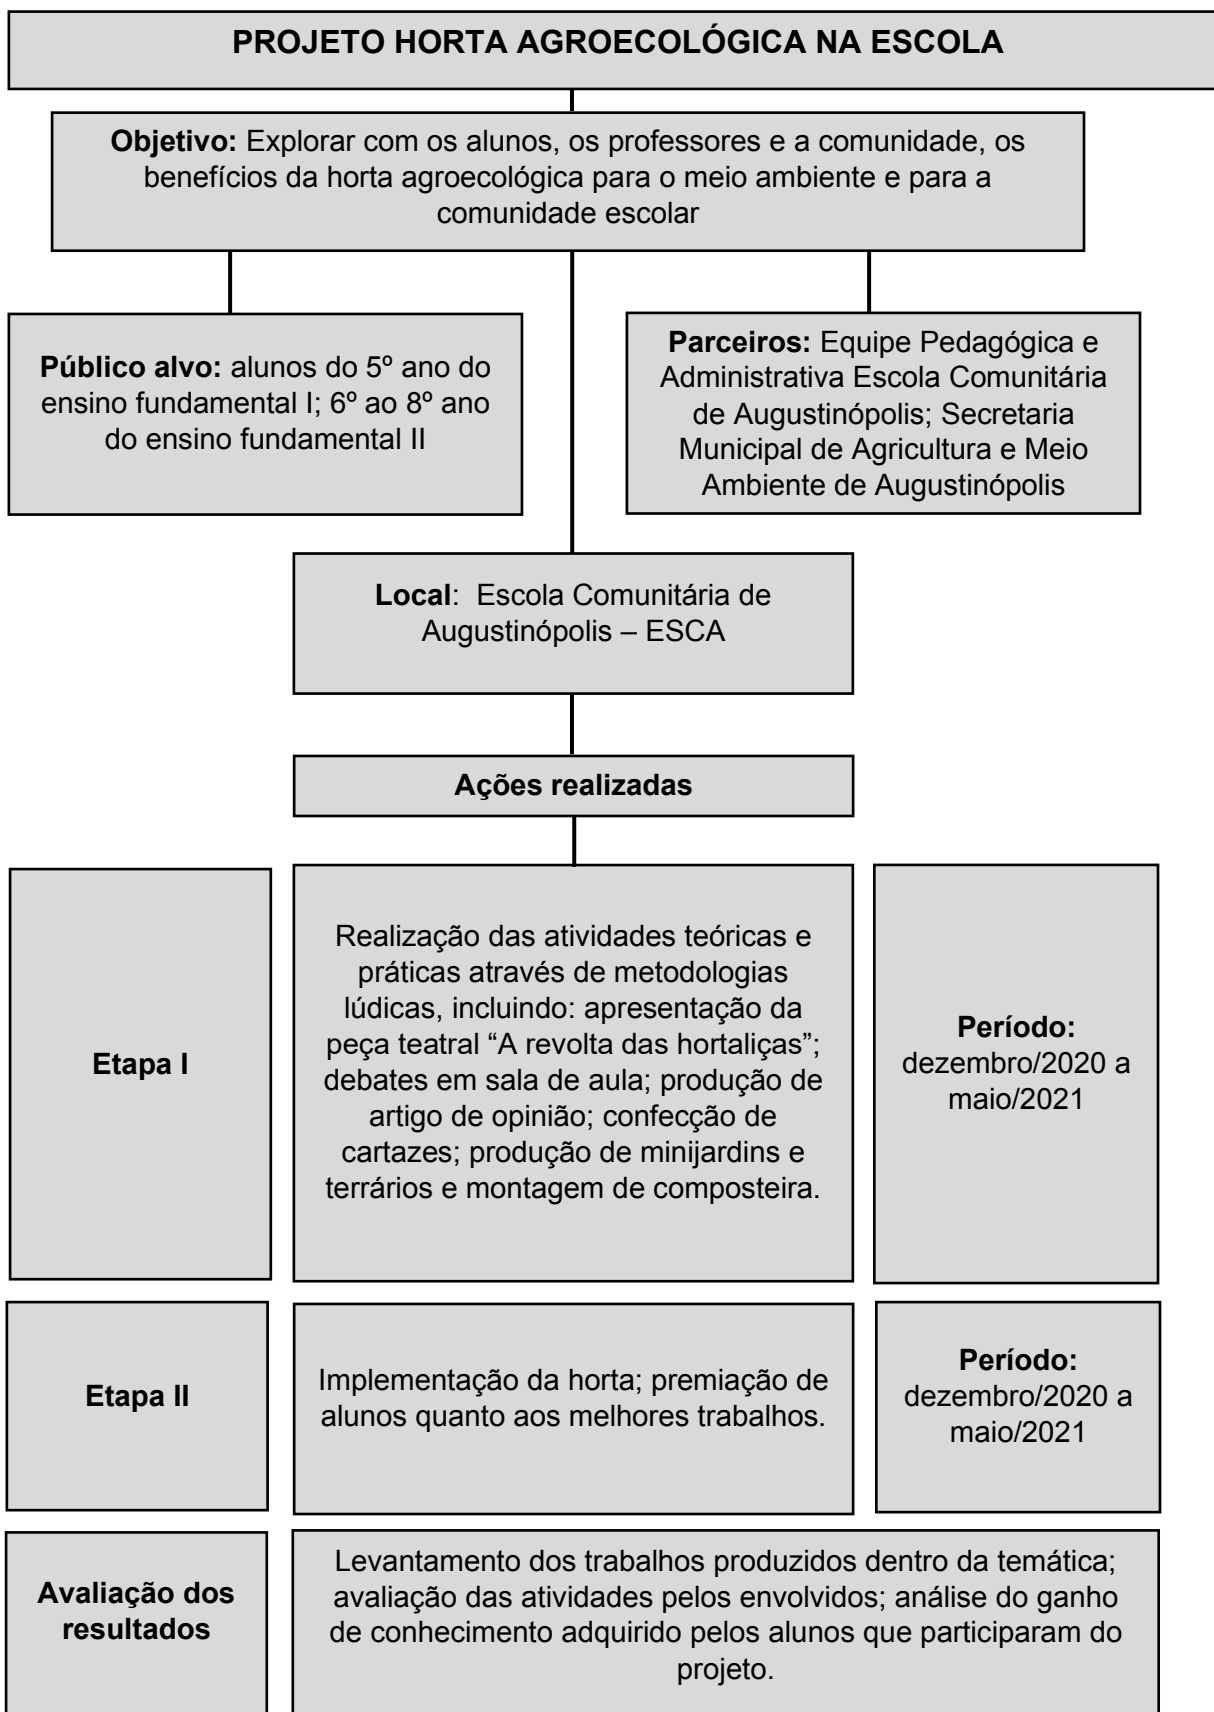 PROJETO HORTA AGROECOLÓGICA NA ESCOLA
Objetivo: Explorar com os alunos, os professores e a comunidade, os
benefícios da horta agroecológica para o meio ambiente e para a
comunidade escolar
Público alvo: alunos do 5º ano do
ensino fundamental I; 6º ao 8º ano
do ensino fundamental II
Parceiros: Equipe Pedagógica e
Administrativa Escola Comunitária
de Augustinópolis; Secretaria
Municipal de Agricultura e Meio
Ambiente de Augustinópolis
Local: Escola Comunitária de
Augustinópolis – ESCA
Ações realizadas
Etapa I
Realização das atividades teóricas e
práticas através de metodologias
lúdicas, incluindo: apresentação da
peça teatral “A revolta das hortaliças”;
debates em sala de aula; produção de
artigo de opinião; confecção de
cartazes; produção de minijardins e
terrários e montagem de composteira.
Período:
dezembro/2020 a
maio/2021
Etapa II
Implementação da horta; premiação de
alunos quanto aos melhores trabalhos.
Período:
dezembro/2020 a
maio/2021
Avaliação dos
resultados
Levantamento dos trabalhos produzidos dentro da temática;
avaliação das atividades pelos envolvidos; análise do ganho
de conhecimento adquirido pelos alunos que participaram do
projeto.